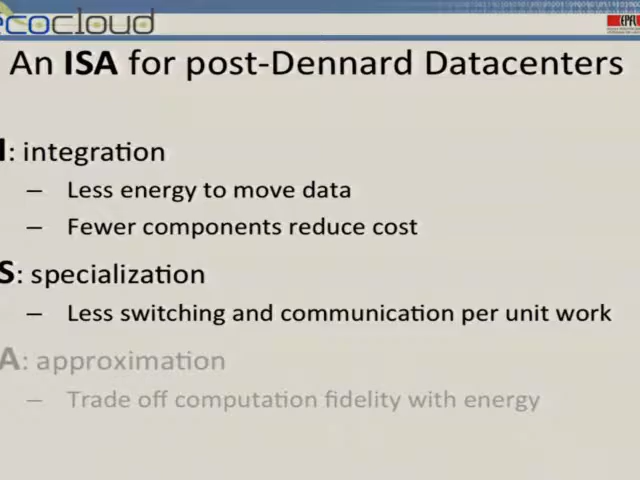 ecocloud
EPFL
An ISA for post-Dennard Datacenters
I: integration
– Less energy to move data
– Fewer components reduce cost
S: specialization
– Less switching and communication per unit work
A: approximation
– Trade off computation fidelity with energy